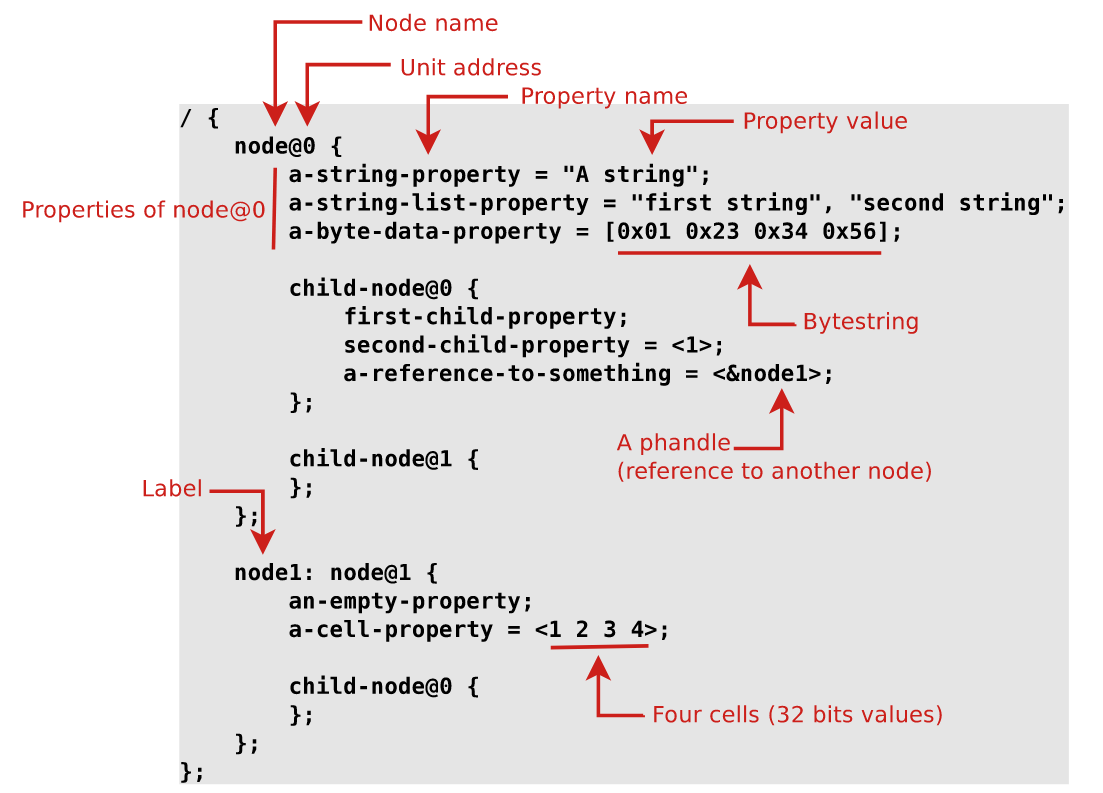 Node name
Unit address
Property name
/ {
Property value
node@0 {
a-string-property = "A string";
Properties of node@0
a-string-list-property = "first string", "second string";
a-byte-data-property = [0x01 0x23 0x34 0x56];
child-node@0 {
first-child-property;
Bytestring
second-child-property = <1>;
a-reference-to-something = <&node1>;
};
A phandle
(reference to another node)
child-node@1 {
Label
};
};
node1: node@1 {
an-empty-property;
a-cell-property = <1 2 3 4>;
child-node@0 {
Four cells (32 bits values)
};
};
};